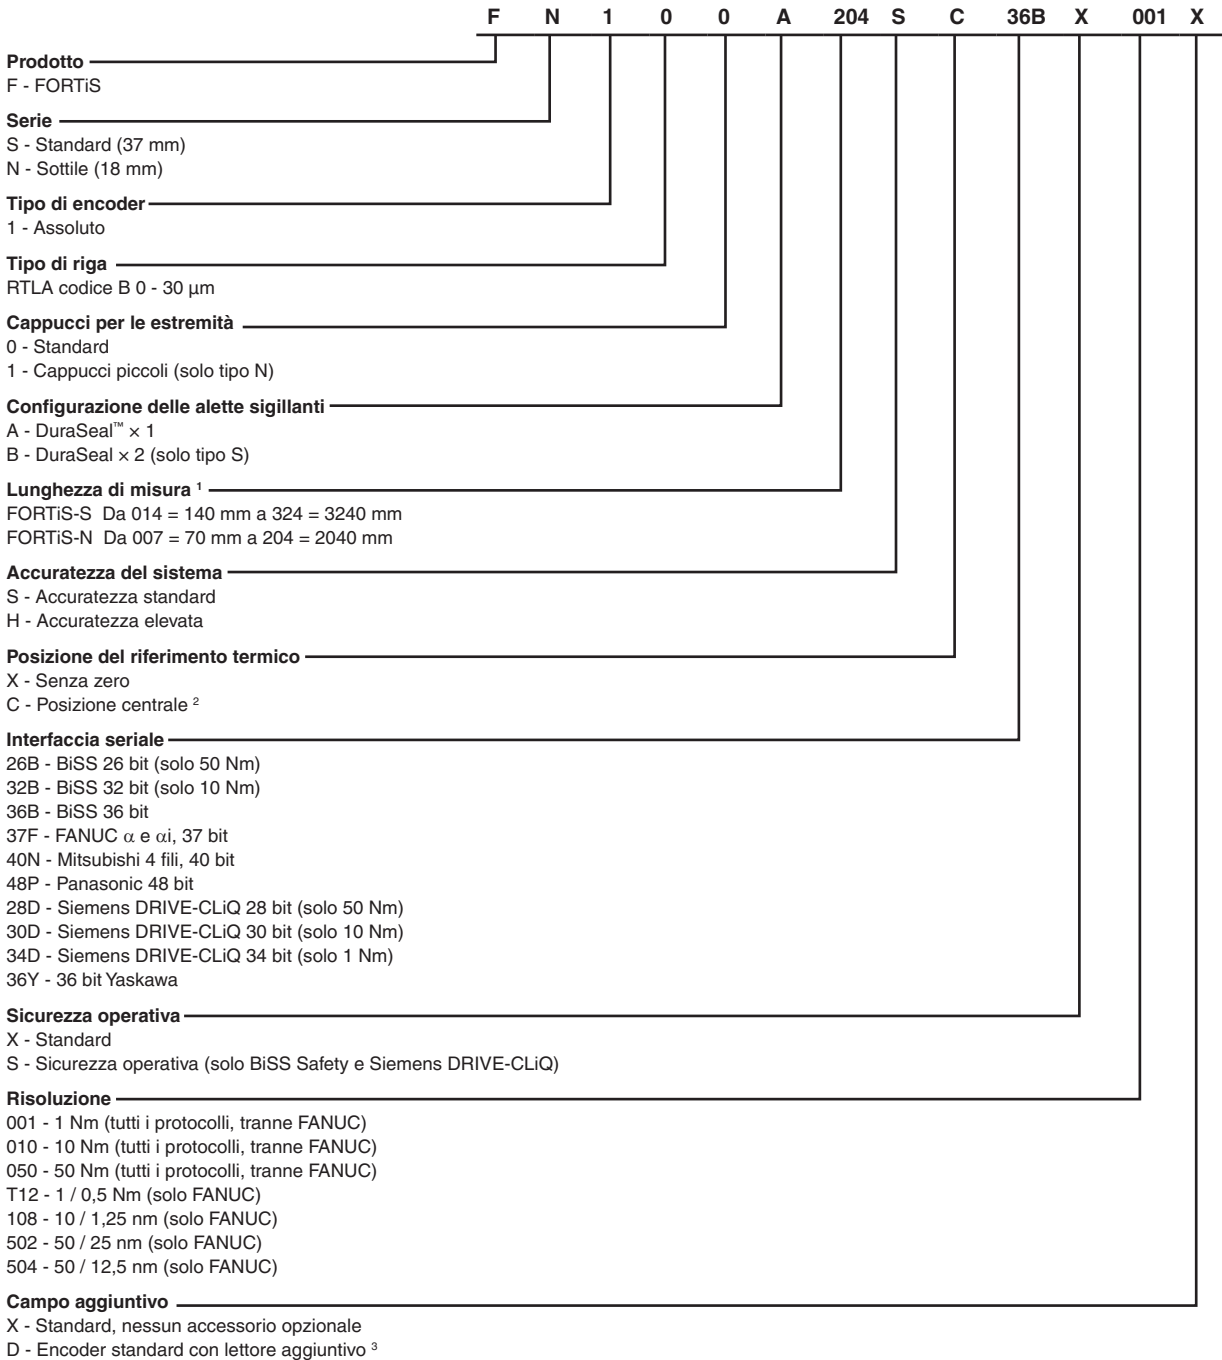 F N 1 0 0 A 204 S C 36B X 001 X
Prodotto
F - FORTiS
Serie
S - Standard (37 mm)
N - Sottile (18 mm)
Tipo di encoder
1 - Assoluto
Tipo di riga
RTLA codice B 0 - 30 µm
Cappucci per le estremità
0 - Standard
1 - Cappucci piccoli (solo tipo N)
Configurazione delle alette sigillanti
A - DuraSeal™ × 1
B - DuraSeal × 2 (solo tipo S)
Lunghezza di misura ¹
FORTiS-S Da 014 = 140 mm a 324 = 3240 mm
FORTiS-N Da 007 = 70 mm a 204 = 2040 mm
Accuratezza del sistema
S - Accuratezza standard
H - Accuratezza elevata
Posizione del riferimento termico
X - Senza zero
C - Posizione centrale ²
Interfaccia seriale
26B - BiSS 26 bit (solo 50 Nm)
32B - BiSS 32 bit (solo 10 Nm)
36B - BiSS 36 bit
37F - FANUC α e αi, 37 bit
40N - Mitsubishi 4 fili, 40 bit
48P - Panasonic 48 bit
28D - Siemens DRIVE-CLiQ 28 bit (solo 50 Nm)
30D - Siemens DRIVE-CLiQ 30 bit (solo 10 Nm)
34D - Siemens DRIVE-CLiQ 34 bit (solo 1 Nm)
36Y - 36 bit Yaskawa
Sicurezza operativa
X - Standard
S - Sicurezza operativa (solo BiSS Safety e Siemens DRIVE-CLiQ)
Risoluzione
001 - 1 Nm (tutti i protocolli, tranne FANUC)
010 - 10 Nm (tutti i protocolli, tranne FANUC)
050 - 50 Nm (tutti i protocolli, tranne FANUC)
T12 - 1 / 0,5 Nm (solo FANUC)
108 - 10 / 1,25 nm (solo FANUC)
502 - 50 / 25 nm (solo FANUC)
504 - 50 / 12,5 nm (solo FANUC)
Campo aggiuntivo
X - Standard, nessun accessorio opzionale
D - Encoder standard con lettore aggiuntivo ³